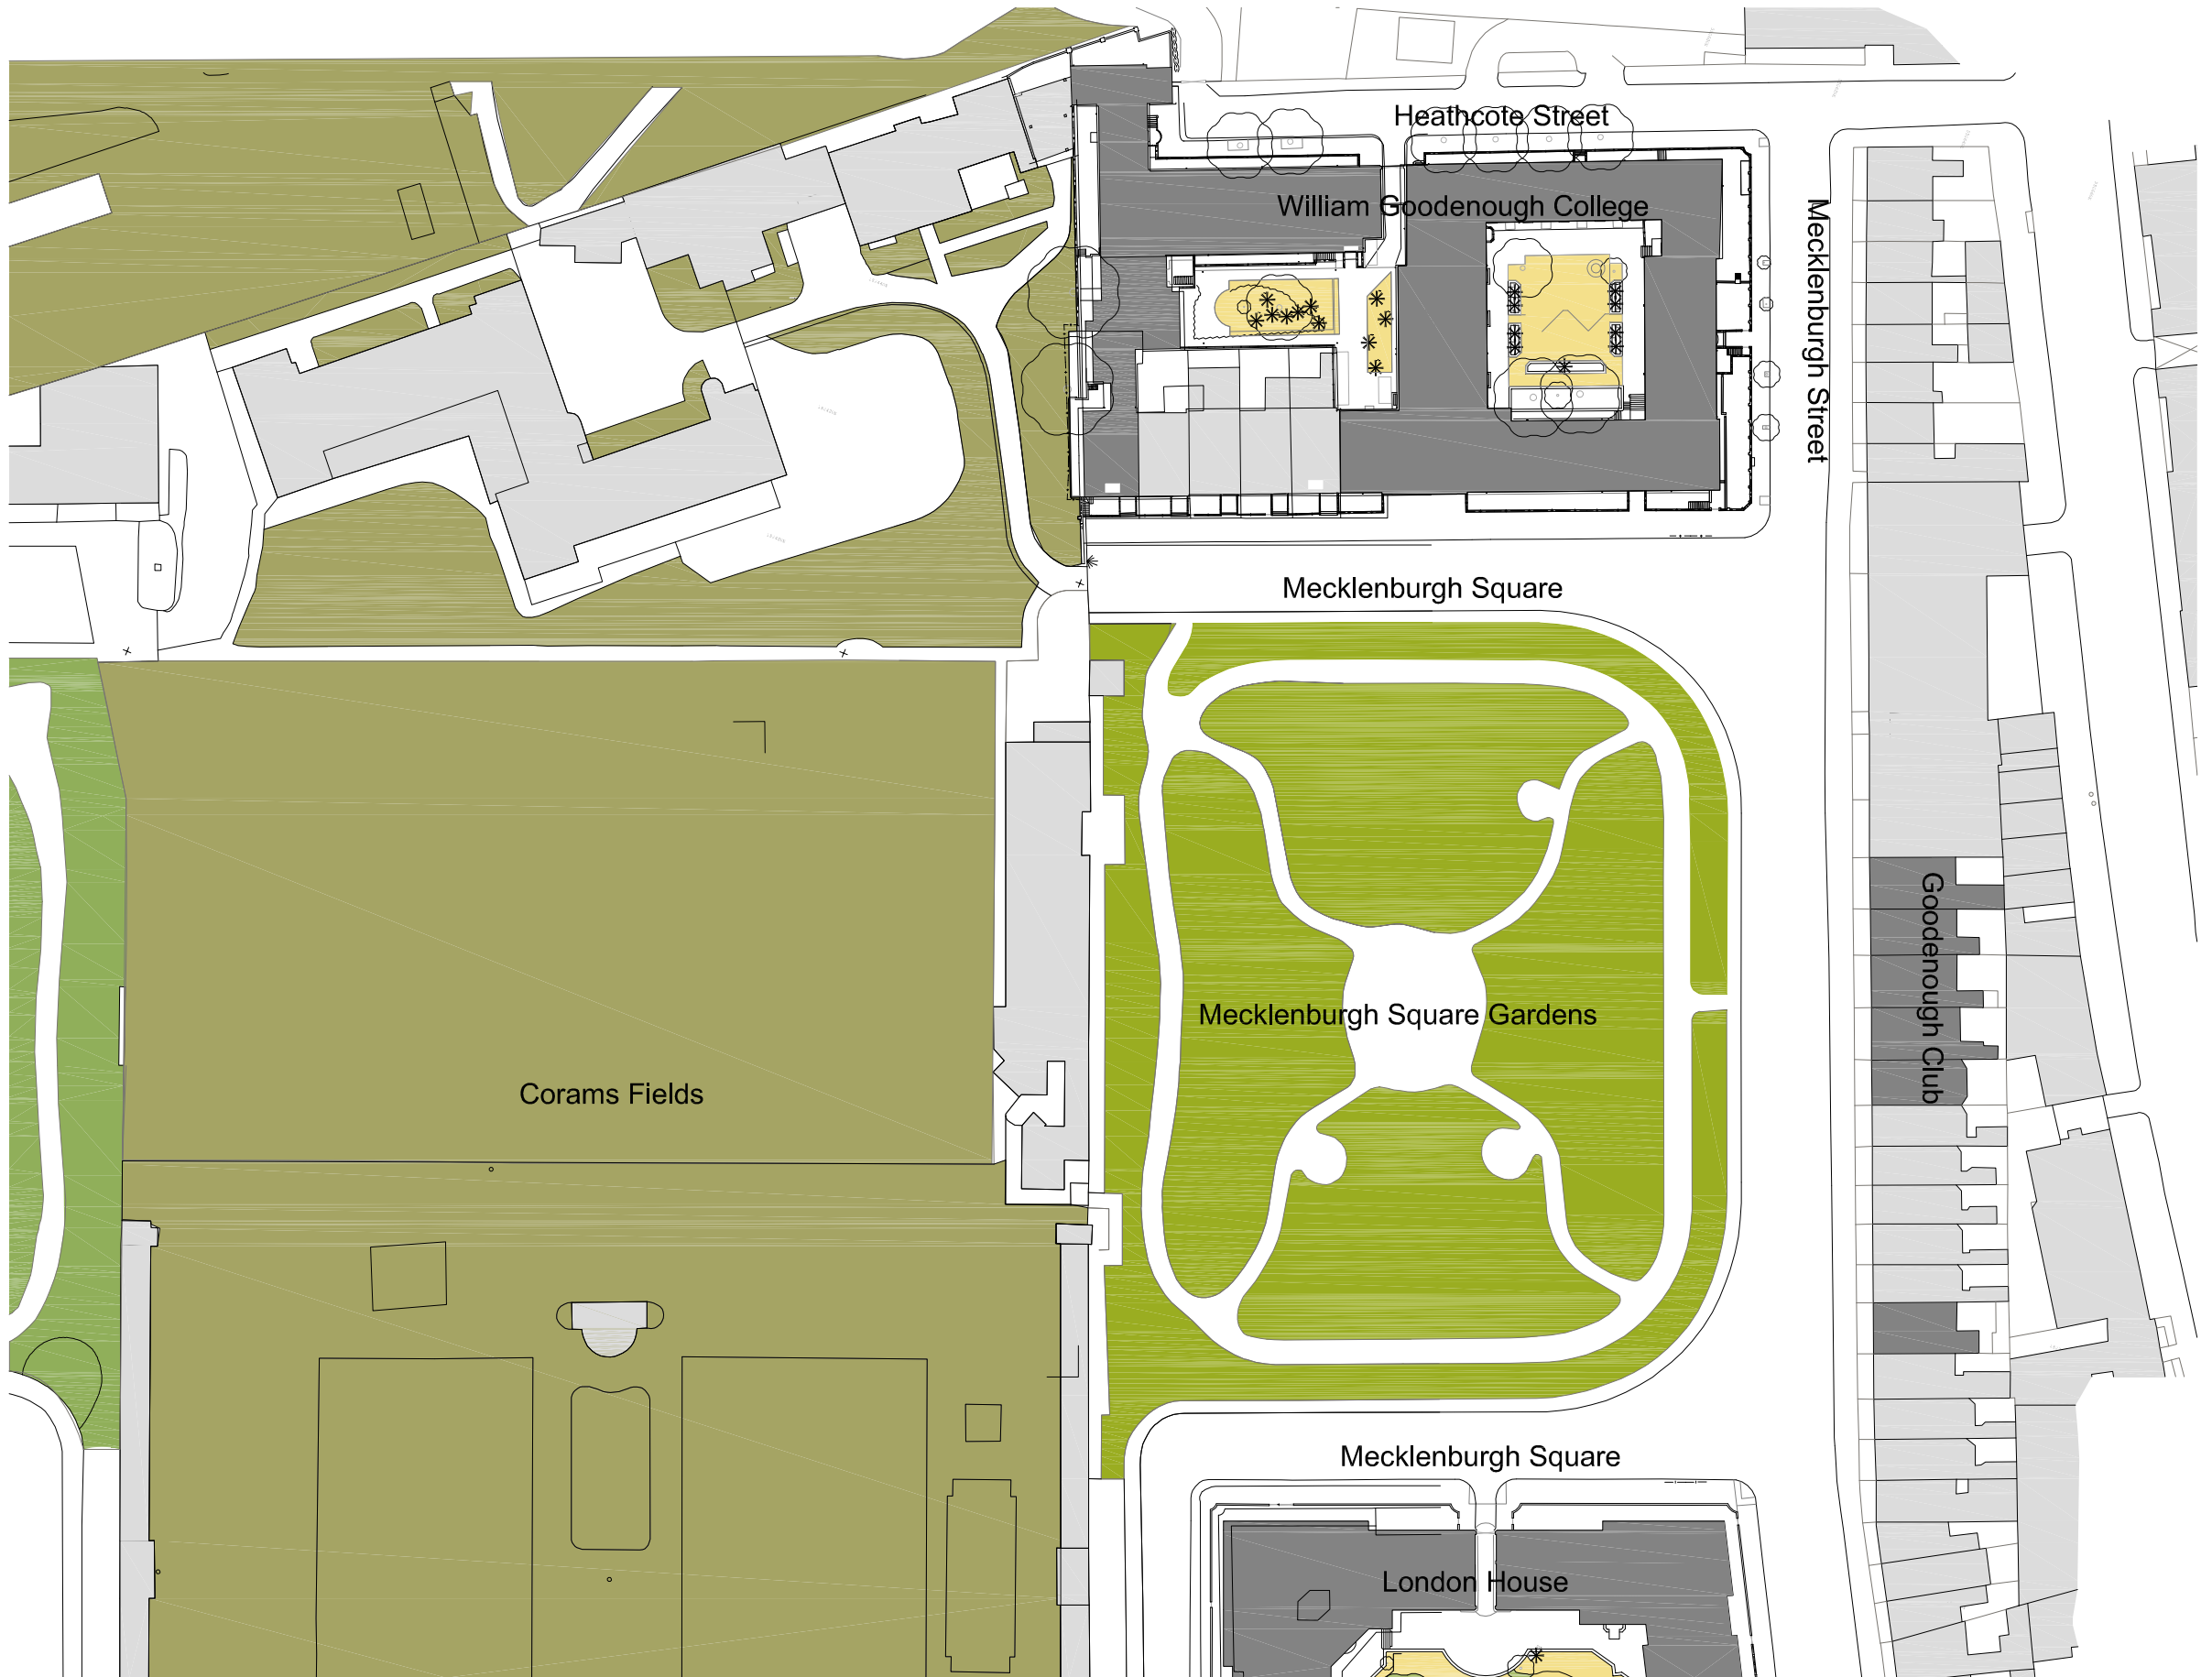 Heathcote Street
William Goodenough College
Mecklenburgh Street
Mecklenburgh Square
Goodenough Club
Mecklenburgh Square Gardens
Corams Fields
Mecklenburgh Square
London House